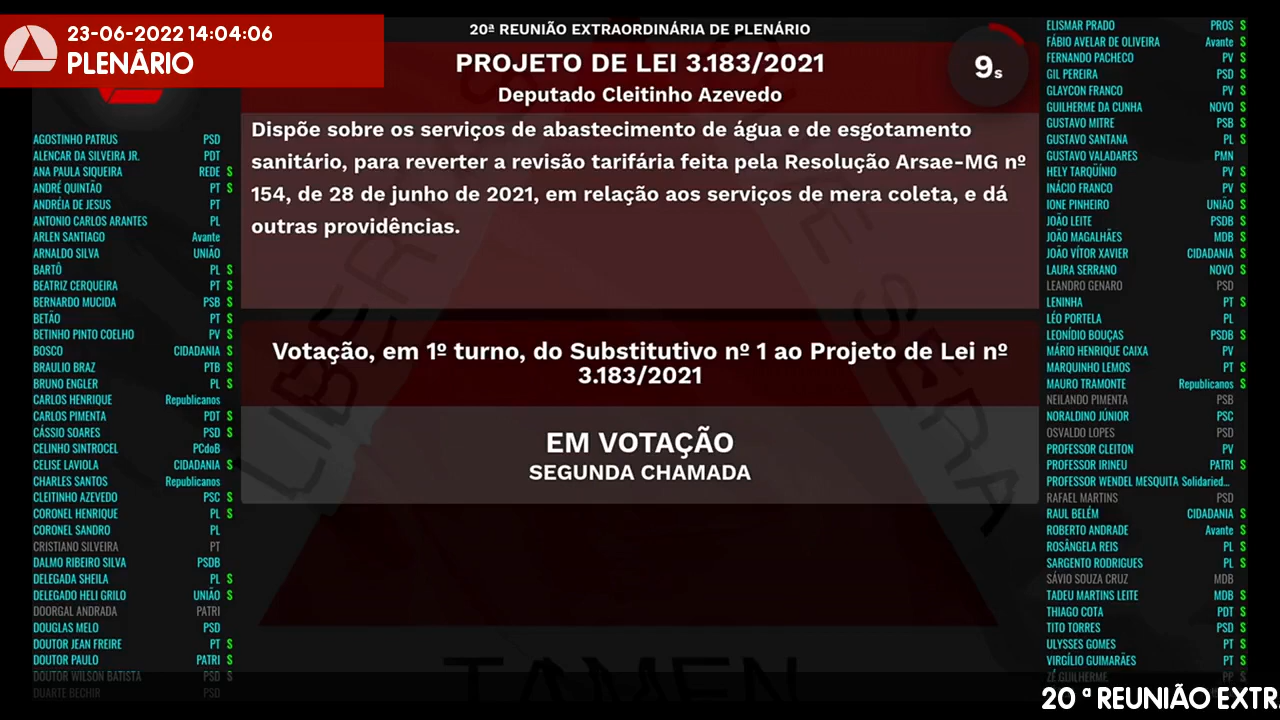 23-06-2022 14:04:06
PLENÁRIO
20ª REUNIÃO EXTRAORDINÁRIA DE PLENÁRIO
PROJETO DE LEI 3.183/2021
Deputado Cleitinho Azevedo
9s
Dispõe sobre os serviços de abastecimento de água e de esgotamento
sanitário, para reverter a revisão tarifária feita pela Resolução Arsae-MG nº
154, de 28 de junho de 2021, em relação aos serviços de mera coleta, e dá
outras providências.
Votação, em 1º turno, do Substitutivo nº 1 ao Projeto de Lei nº
3.183/2021
EM VOTAÇÃO
SEGUNDA CHAMADA
AGOSTINHO PATRUS PSD
ALENCAR DA SILVEIRA JR. PDT
ANA PAULA SIQUEIRA REDE S
ANDRÉ QUINTÃO PT S
ANDRÉIA DE JESUS PT
ANTONIO CARLOS ARANTES PL
ARLEN SANTIAGO Avante
ARNALDO SILVA UNIÃO
BARTÔ PL S
BEATRIZ CERQUEIRA PT S
BERNARDO MUCIDA PSB S
BETÃO PT S
BETINHO PINTO COELHO PV S
BOSCO CIDADANIA S
BRAULIO BRAZ PTB S
BRUNO ENGLER PL S
CARLOS HENRIQUE Republicanos
CARLOS PIMENTA PDT S
CÁSSIO SOARES PSD S
CELINHO SINTROCEL PCdoB
CELISE LAVIOLA CIDADANIA S
CHARLES SANTOS Republicanos
CLEITINHO AZEVEDO PSC S
CORONEL HENRIQUE PL S
CORONEL SANDRO PL
CRISTIANO SILVEIRA PT
DALMO RIBEIRO SILVA PSDB
DELEGADA SHEILA PL S
DELEGADO HELI GRILO UNIÃO S
DOORGAL ANDRADA PATRI
DOUGLAS MELO PSD
DOUTOR JEAN FREIRE PT S
DOUTOR PAULO PATRI S
DOUTOR WILSON BATISTA PSD S
DUARTE BECHIR PSD
ELISMAR PRADO PROS S
FÁBIO AVELAR DE OLIVEIRA Avante S
FERNANDO PACHECO PV S
GIL PEREIRA PSD S
GLAYCON FRANCO PV S
GUILHERME DA CUNHA NOVO S
GUSTAVO MITRE PSB S
GUSTAVO SANTANA PL S
GUSTAVO VALADARES PMN
HELY TARQÜÍNIO PV S
INÁCIO FRANCO PV S
IONE PINHEIRO UNIÃO S
JOÃO LEITE PSDB S
JOÃO MAGALHÃES MDB S
JOÃO VÍTOR XAVIER CIDADANIA S
LAURA SERRANO NOVO S
LEANDRO GENARO PSD
LENINHA PT S
LÉO PORTELA PL
LEONÍDIO BOUÇAS PSDB S
MÁRIO HENRIQUE CAIXA PV
MARQUINHO LEMOS PT S
MAURO TRAMONTE Republicanos S
NEILANDO PIMENTA PSB
NORALDINO JÚNIOR PSC
OSVALDO LOPES PSD
PROFESSOR CLEITON PV
PROFESSOR IRINEU PATRI S
PROFESSOR WENDEL MESQUITA Solidaried...
RAFAEL MARTINS PSD
RAUL BELÉM CIDADANIA S
ROBERTO ANDRADE Avante S
ROSÂNGELA REIS PL S
SARGENTO RODRIGUES PL S
SÁVIO SOUZA CRUZ MDB
TADEU MARTINS LEITE MDB S
THIAGO COTA PDT S
TITO TORRES PSD S
ULYSSES GOMES PT S
VIRGÍLIO GUIMARÃES PT S
ZÉ GUILHERME PP S
20 ª REUNIÃO EXTR